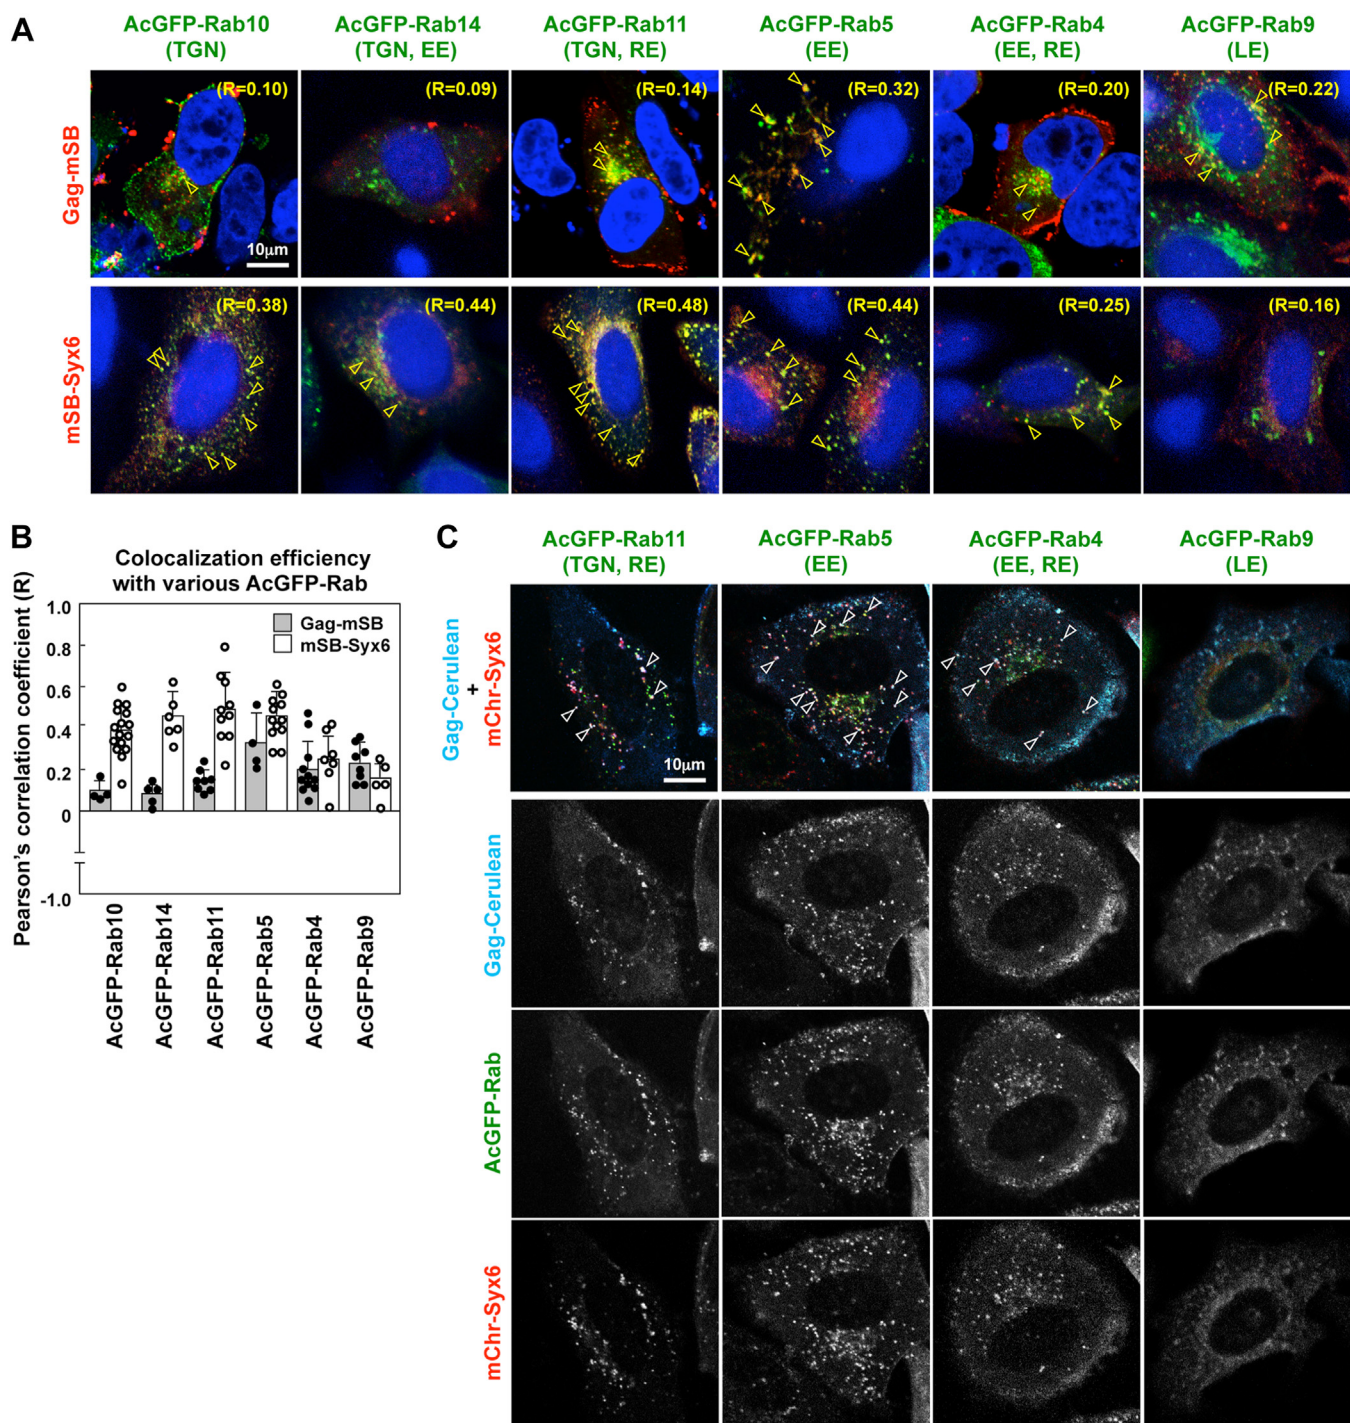 A
AcGFP-Rab10
(TGN)
AcGFP-Rab14
(TGN, EE)
AcGFP-Rab11
(TGN, RE)
AcGFP-Rab5
(EE)
AcGFP-Rab4
(EE, RE)
AcGFP-Rab9
(LE)
Gag-mSB
(R=0.10)
(R=0.09)
(R=0.14)
(R=0.32)
(R=0.20)
(R=0.22)
10μm
mSB-Syx6
(R=0.38)
(R=0.44)
(R=0.48)
(R=0.44)
(R=0.25)
(R=0.16)
B
Colocalization efficiency
with various AcGFP-Rab
Pearson's correlation coefficient (R)
1.0
0.8
0.6
0.4
0.2
0
-1.0
Gag-mSB
mSB-Syx6
AcGFP-Rab10
AcGFP-Rab14
AcGFP-Rab11
AcGFP-Rab5
AcGFP-Rab4
AcGFP-Rab9
C
AcGFP-Rab11
(TGN, RE)
AcGFP-Rab5
(EE)
AcGFP-Rab4
(EE, RE)
AcGFP-Rab9
(LE)
Gag-Cerulean
+
mChr-Syx6
10μm
Gag-Cerulean
AcGFP-Rab
mChr-Syx6